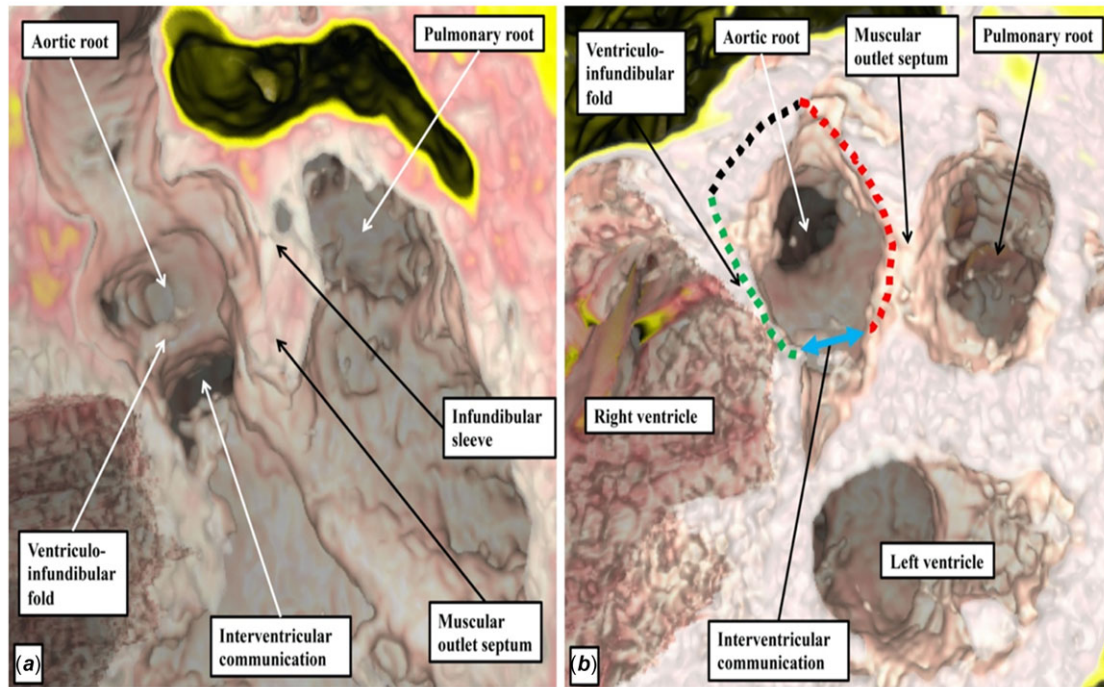 Aortic root
Pulmonary root
Infundibular
sleeve
Ventriculo-
infundibular
fold
Interventricular
communication
Muscular
outlet septum
(a)
Ventriculo-
infundibular
fold
Aortic root
Muscular
outlet septum
Pulmonary root
Right ventricle
Left ventricle
Interventricular
communication
(b)